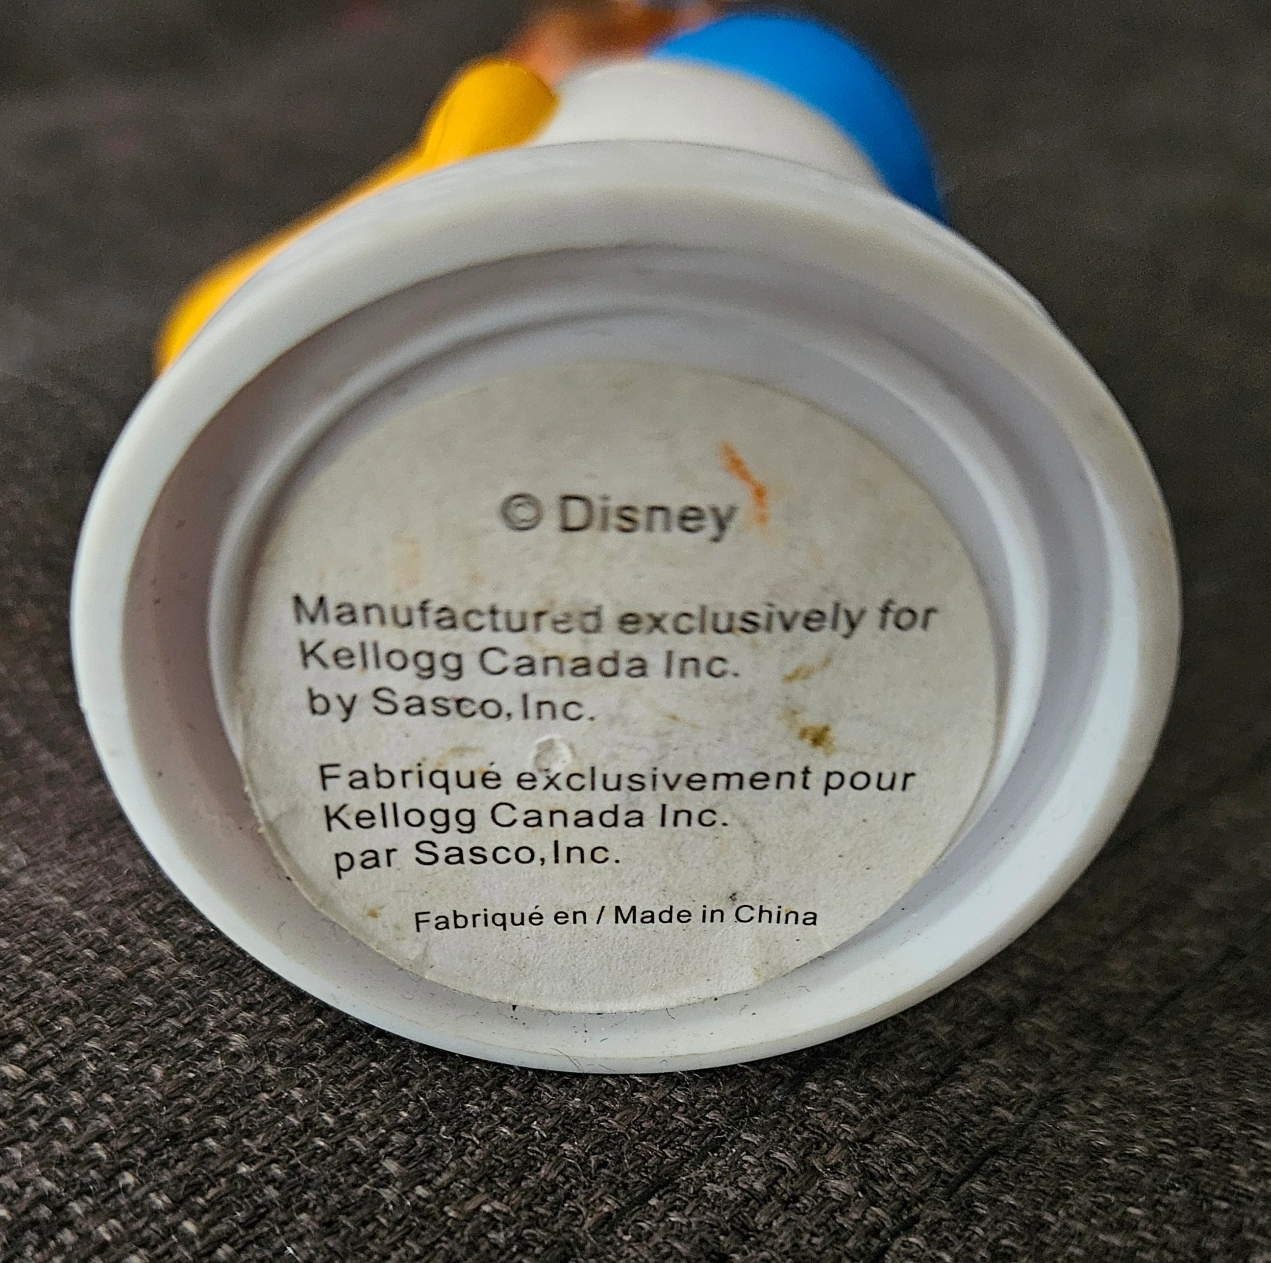 © Disney
Manufactured exclusively for
Kellogg Canada Inc.
by Sasco,Inc.
Fabriqué exclusivement pour
Kellogg Canada Inc.
par Sasco,Inc.
Fabriqué en / Made in China